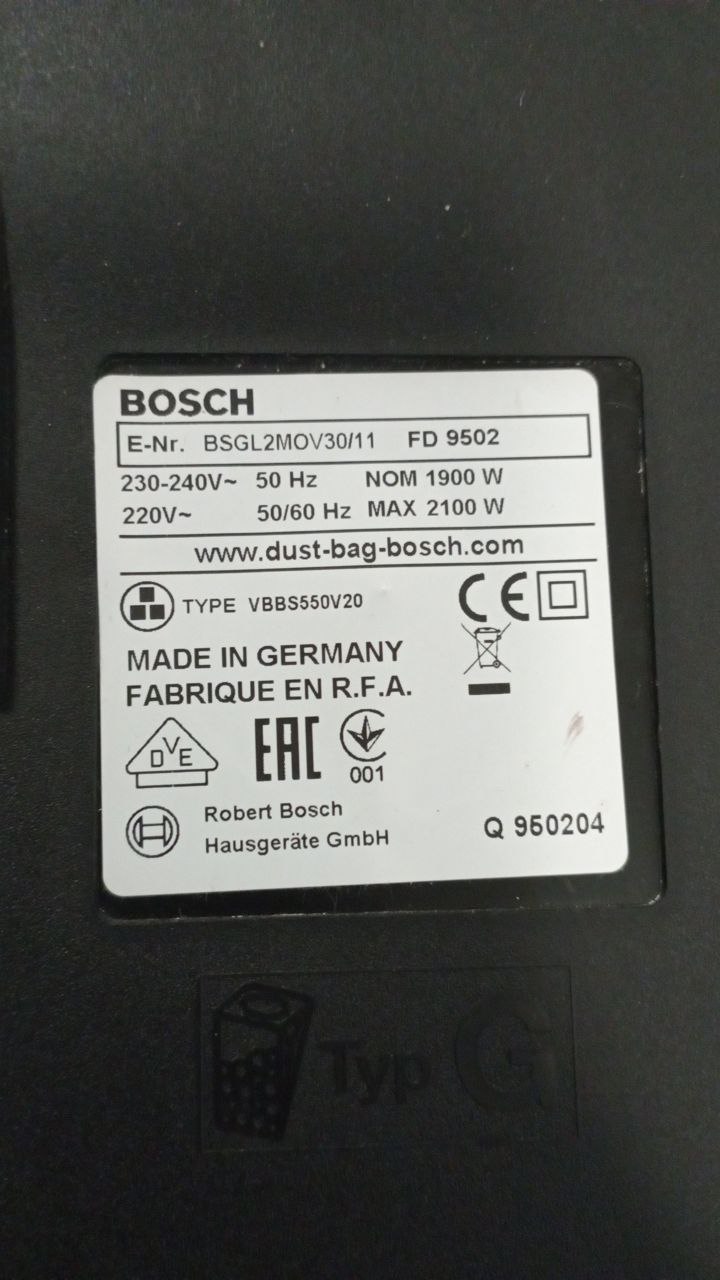 BOSCH
E-Nr. BSGL2MOV30/11 FD 9502
230-240V~ 50 Hz NOM 1900 W
220V~ 50/60 Hz MAX 2100 W
www.dust-bag-bosch.com
TYPE VBBS550V20
CE
MADE IN GERMANY
FABRIQUE EN R.F.A.
DVE EAC
001
Robert Bosch
Hausgeräte GmbH
Q 950204
Typ G